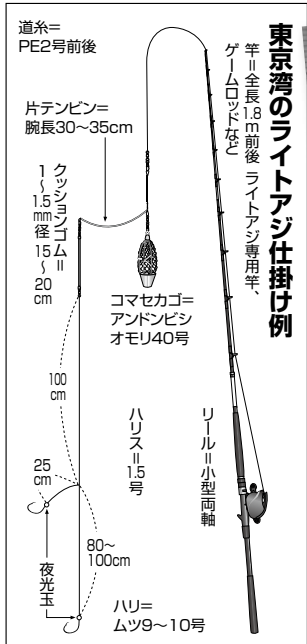 東京湾のライトアジ仕掛け例
竿=全長1.8m前後 ライトアジ専用竿、
ゲームロッドなど
道糸=
PE2号前後
片テンビン=
腕長30〜35cm
クッションゴム=
1〜1.5mm径 15〜
20cm
コマセカゴ=
アンドンビシ
オモリ40号
リール=小型両軸
ハリス=1.5号
100
cm
25
cm
80〜
100cm
夜光玉
ハリ=
ムツ9〜10号